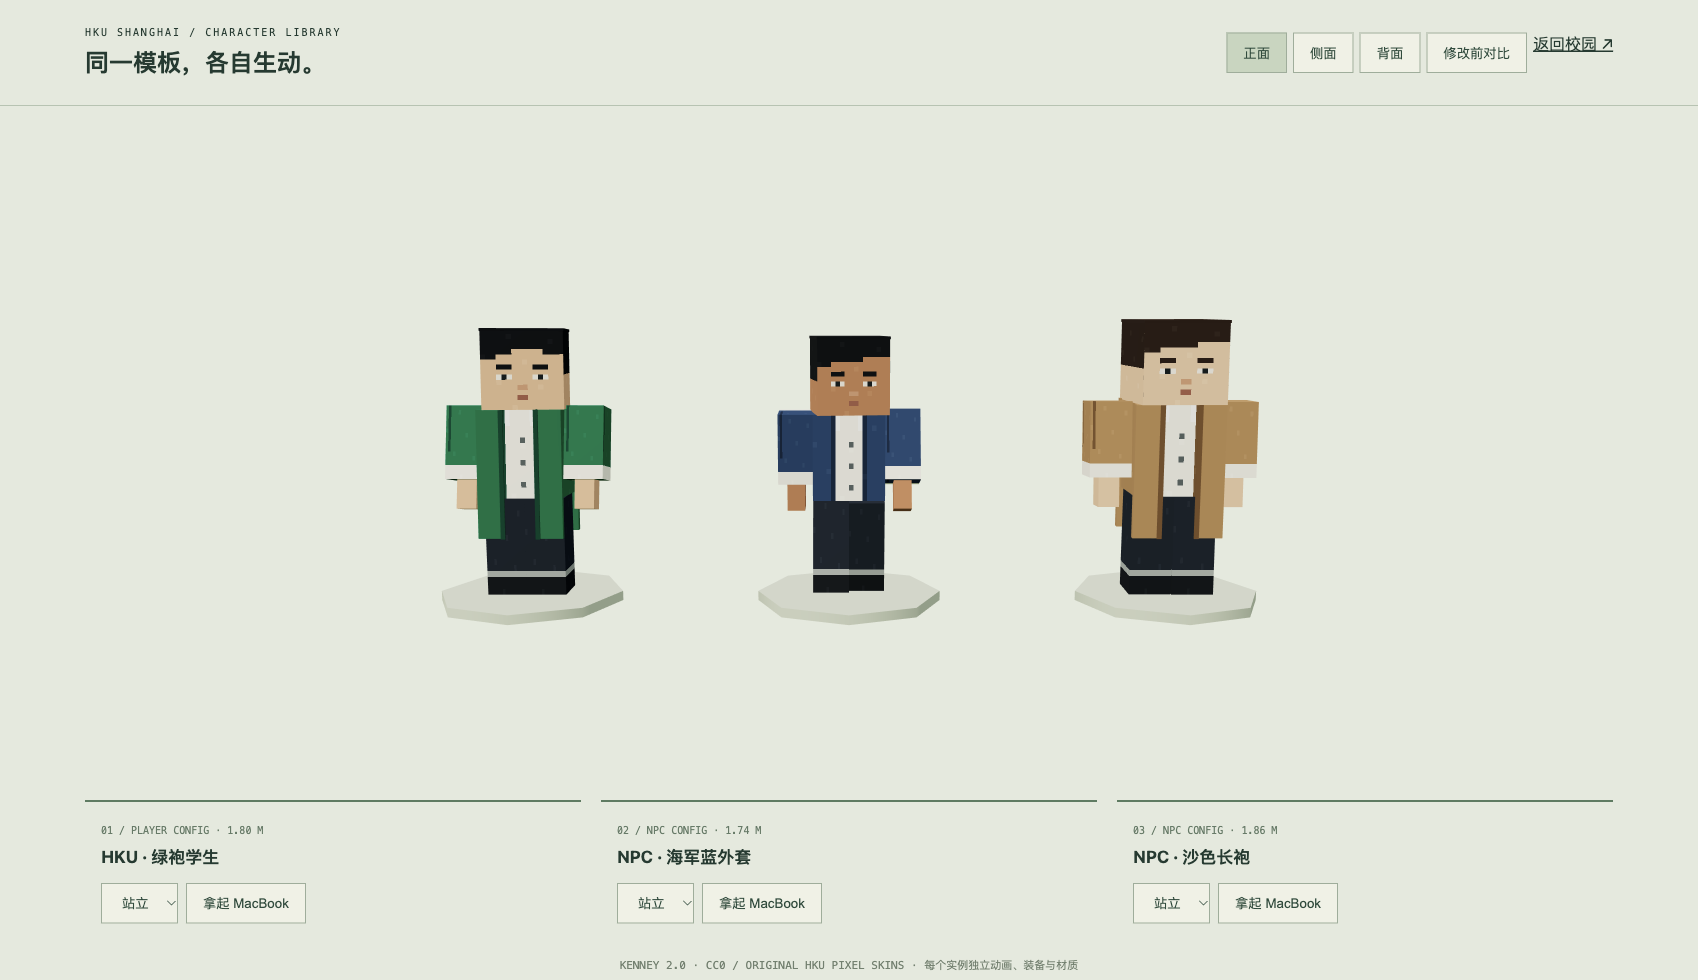 HKU SHANGHAI / CHARACTER LIBRARY
同一模板，各自生动。
正面
侧面
背面
修改前对比
返回校园 ↗
01 / PLAYER CONFIG · 1.80 M
HKU · 绿袍学生
站立
拿起 MacBook
02 / NPC CONFIG · 1.74 M
NPC · 海军蓝外套
站立
拿起 MacBook
03 / NPC CONFIG · 1.86 M
NPC · 沙色长袍
站立
拿起 MacBook
KENNEY 2.0 · CC0 / ORIGINAL HKU PIXEL SKINS · 每个实例独立动画、装备与材质